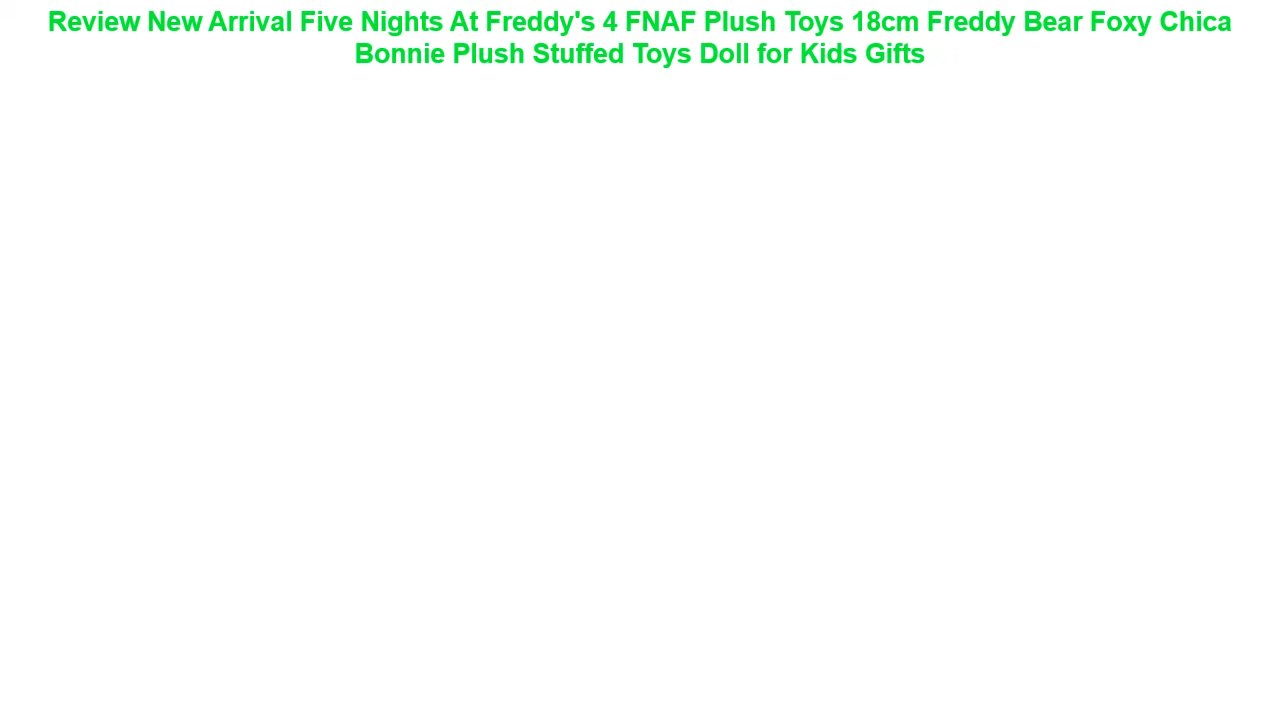 Review New Arrival Five Nights At Freddy's 4 FNAF Plush Toys 18cm Freddy Bear Foxy Chica
Bonnie Plush Stuffed Toys Doll for Kids Gifts